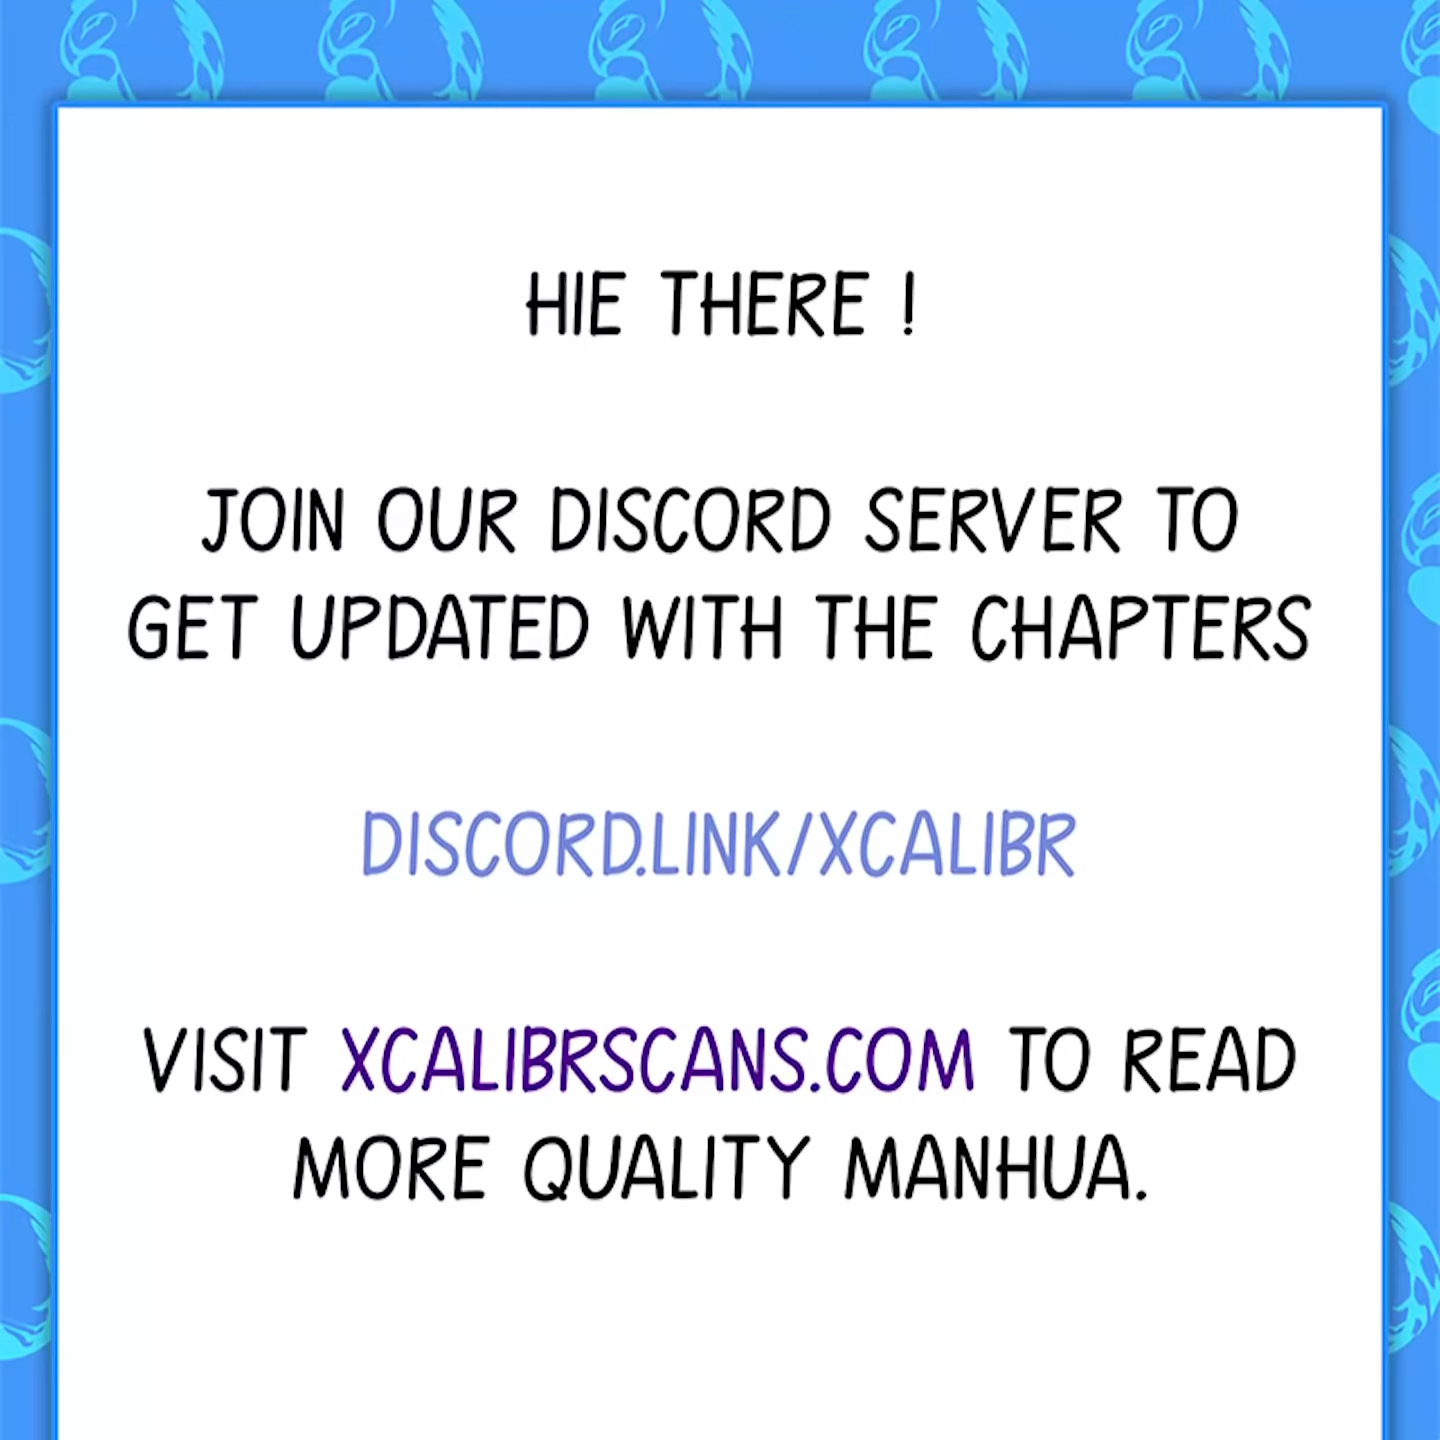 HIE THERE !
JOIN OUR DISCORD SERVER TO
GET UPDATED WITH THE CHAPTERS
DISCORD.LINK/XCALIBR
VISIT XCALIBRSCANS.COM TO READ
MORE QUALITY MANHUA.